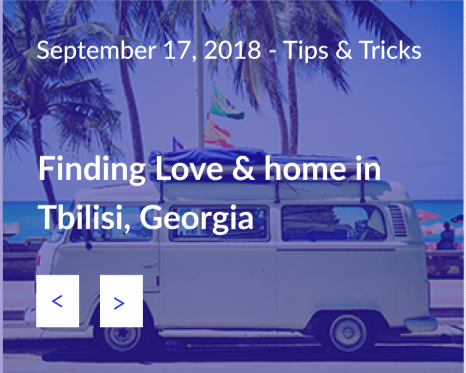 September 17, 2018 - Tips & Tricks
Finding Love & home in
Tbilisi, Georgia
< >